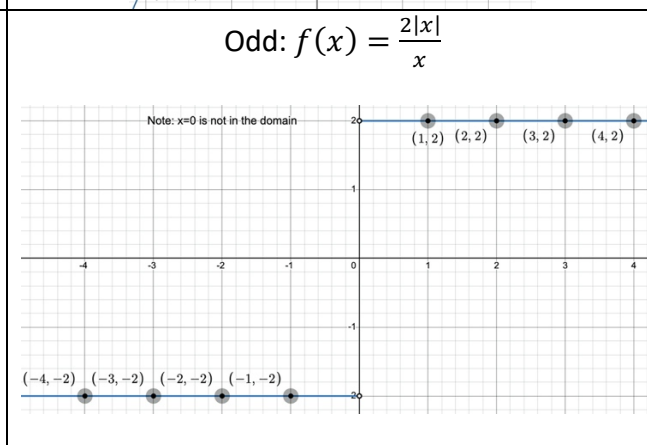 Odd: f(x) = 2|x|/x
Note: x=0 is not in the domain
2
(1, 2) (2, 2) (3, 2) (4, 2)
1
-4 -3 -2 -1 0 1 2 3 4
-1
(−4, −2) (−3, −2) (−2, −2) (−1, −2)
-2